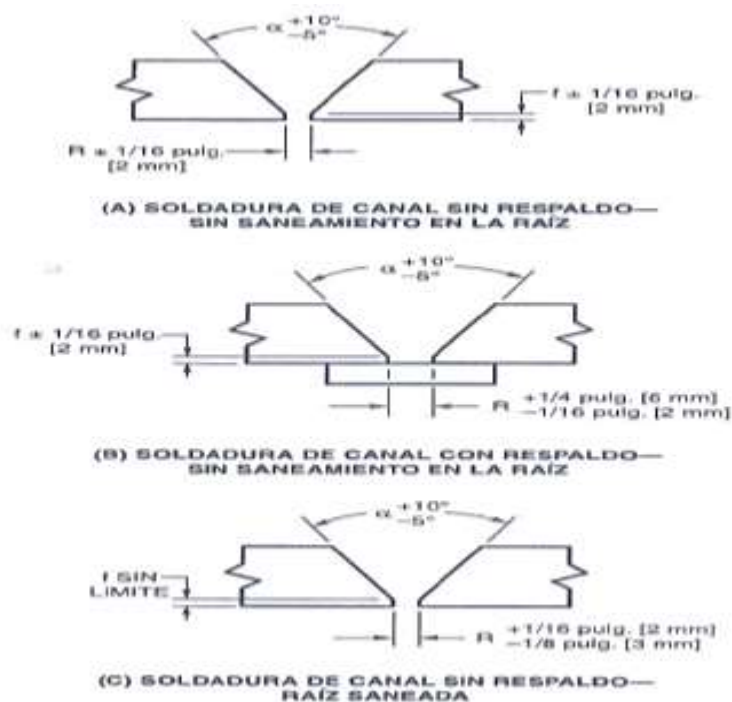 α +10°
−5°
f ± 1/16 pulg.
[2 mm]
R ± 1/16 pulg.
[2 mm]
(A) SOLDADURA DE CANAL SIN RESPALDO—
SIN SANEAMIENTO EN LA RAÍZ
α +10°
−5°
f ± 1/16 pulg.
[2 mm]
R +1/4 pulg. [6 mm]
−1/16 pulg. [2 mm]
(B) SOLDADURA DE CANAL CON RESPALDO—
SIN SANEAMIENTO EN LA RAÍZ
α +10°
−5°
f SIN
LÍMITE
R +1/16 pulg. [2 mm]
−1/8 pulg. [3 mm]
(C) SOLDADURA DE CANAL SIN RESPALDO—
RAÍZ SANEADA